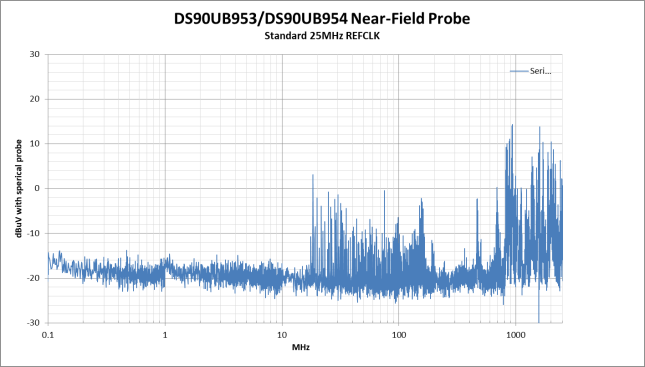 DS90UB953/DS90UB954 Near-Field Probe
Standard 25MHz REFCLK
30
20
10
0
-10
-20
-30
dBuV with sperical probe
Seri...
0.1
1
10
100
1000
MHz